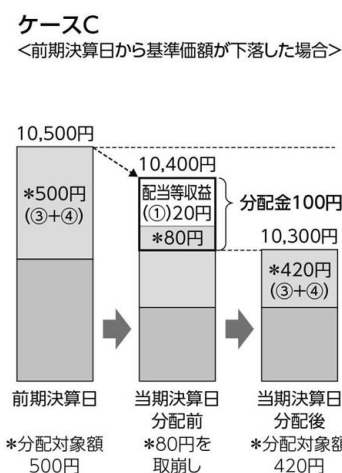 ケースC
<前期決算日から基準価額が下落した場合>
10,500円
10,400円
*500円
(③+④)
配当等収益
(①)20円
*80円
分配金100円
10,300円
*420円
(③+④)
前期決算日
当期決算日
分配前
当期決算日
分配後
*分配対象額
500円
*80円を
取崩し
*分配対象額
420円